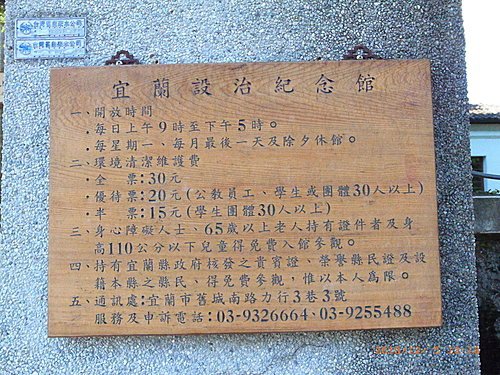 宜蘭設治紀念館
一、開放時間
．每日上午9時至下午5時。
．每星期一、每月最後一天及除夕休館。
二、環境清潔維護費
．全 票：30元
．優待票：20元(公教員工、學生或團體30人以上)
．半 票：15元(學生團體30人以上)
三、身心障礙人士、65歲以上老人持有證件者及身
高110公分以下兒童得免費入館參觀。
四、持有宜蘭縣政府核發之貴賓證、榮譽縣民證及設
籍本縣之縣民、得免費參觀，惟以本人為限。
五、通訊處：宜蘭市舊城南路力行3巷3號
服務及申訴電話：03-9326664、03-9255488